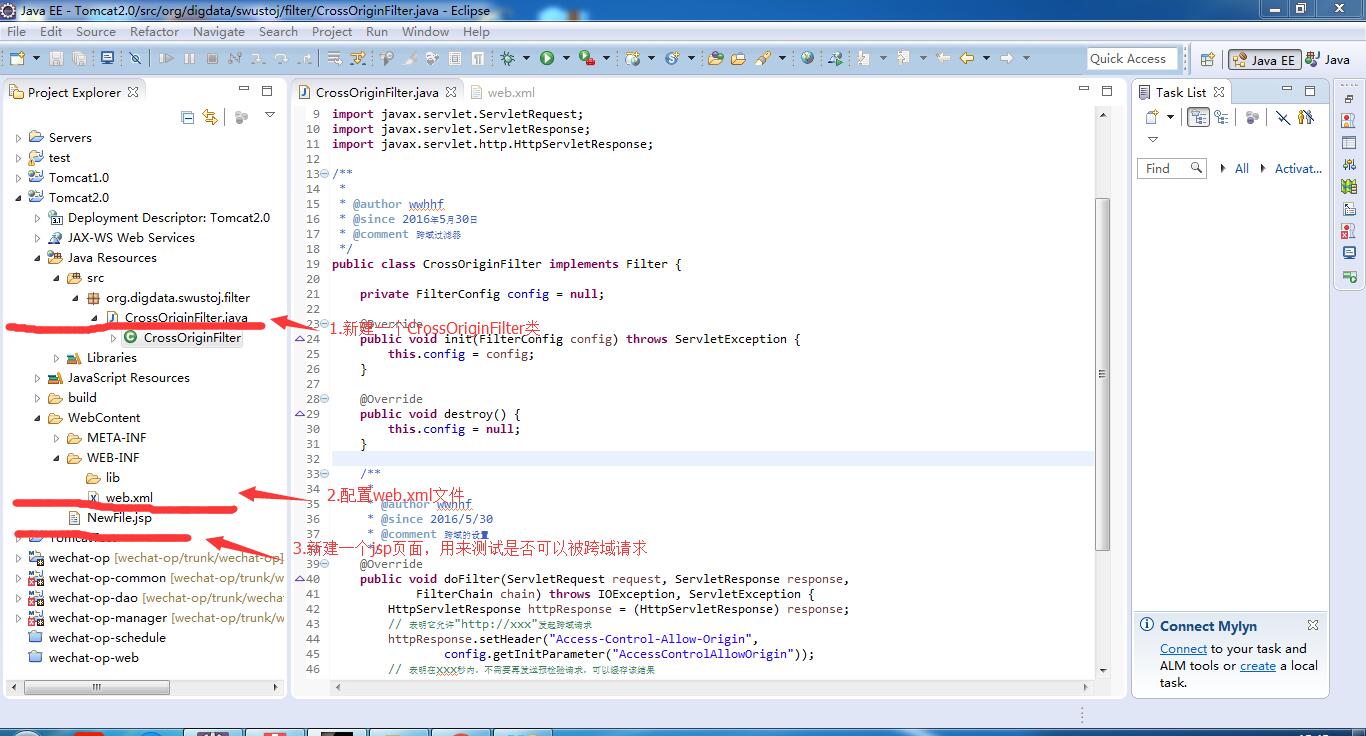 Java EE - Tomcat2.0/src/org/digdata/swustoj/filter/CrossOriginFilter.java - Eclipse
File Edit Source Refactor Navigate Search Project Run Window Help
Quick Access
Java EE
Java
Project Explorer
Servers
test
Tomcat1.0
Tomcat2.0
Deployment Descriptor: Tomcat2.0
JAX-WS Web Services
Java Resources
src
org.digdata.swustoj.filter
CrossOriginFilter.java
CrossOriginFilter
Libraries
JavaScript Resources
build
WebContent
META-INF
WEB-INF
lib
web.xml
NewFile.jsp
wechat-op [wechat-op/trunk/wechat-op]
wechat-op-common [wechat-op/trunk/w
wechat-op-dao [wechat-op/trunk/wechat
wechat-op-manager [wechat-op/trunk/w
wechat-op-schedule
wechat-op-web
1.新建一个CrossOriginFilter类
2.配置web.xml文件
3.新建一个jsp页面，用来测试是否可以被跨域请求
CrossOriginFilter.java
web.xml
9 import javax.servlet.ServletRequest;
10 import javax.servlet.ServletResponse;
11 import javax.servlet.http.HttpServletResponse;
12
13 /**
14 *
15 * @author wwhhf
16 * @since 2016年5月30日
17 * @comment 跨域过滤器
18 */
19 public class CrossOriginFilter implements Filter {
20
21 private FilterConfig config = null;
22
23 @Override
24 public void init(FilterConfig config) throws ServletException {
25 this.config = config;
26 }
27
28 @Override
29 public void destroy() {
30 this.config = null;
31 }
32
33 /**
34 *
35 * @author wwhhf
36 * @since 2016/5/30
37 * @comment 跨域的设置
39 @Override
40 public void doFilter(ServletRequest request, ServletResponse response,
41 FilterChain chain) throws IOException, ServletException {
42 HttpServletResponse httpResponse = (HttpServletResponse) response;
43 // 表明它允许"http://xxx"发起跨域请求
44 httpResponse.setHeader("Access-Control-Allow-Origin",
45 config.getInitParameter("AccessControlAllowOrigin"));
46 // 表明在xxx秒内，不需要再发送预检验请求，可以缓存该结果
Task List
Find
All
Activat...
Connect Mylyn
Connect to your task and
ALM tools or create a local
task.